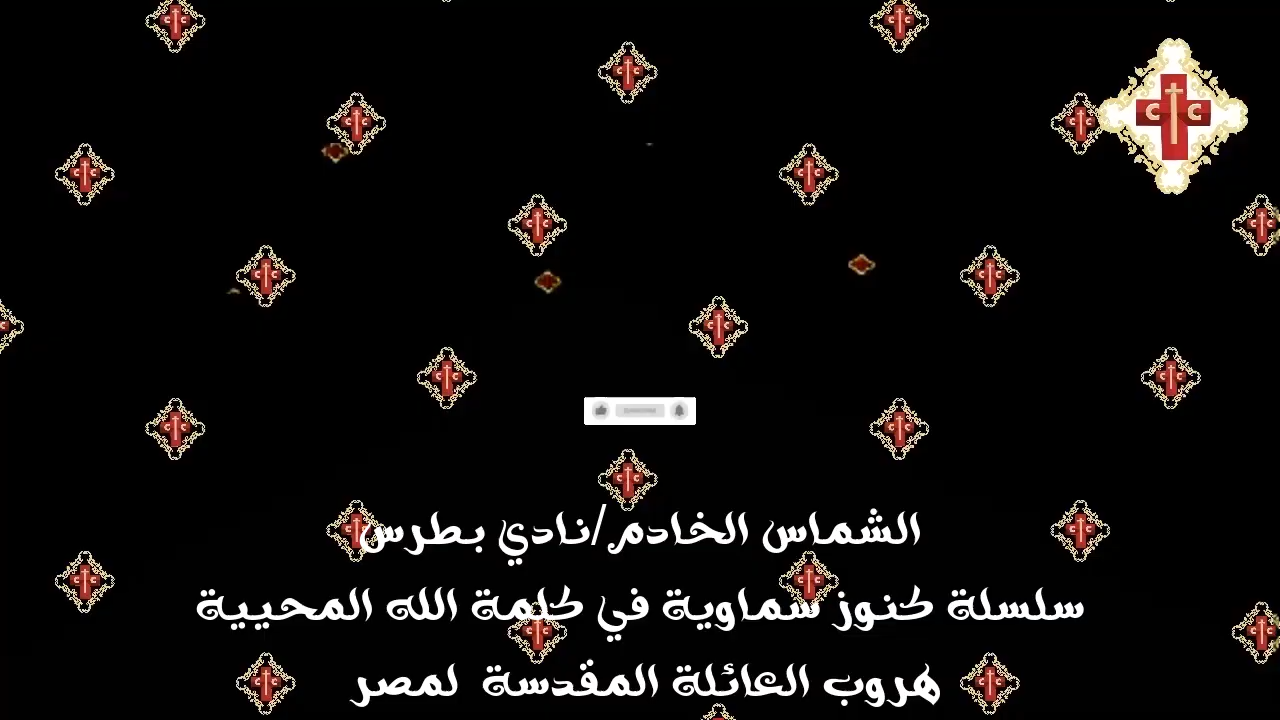 الشماس الخادم/نادي بطرس
سلسلة كنوز سماوية في كلمة الله المحيية
هروب العائلة المقدسة لمصر